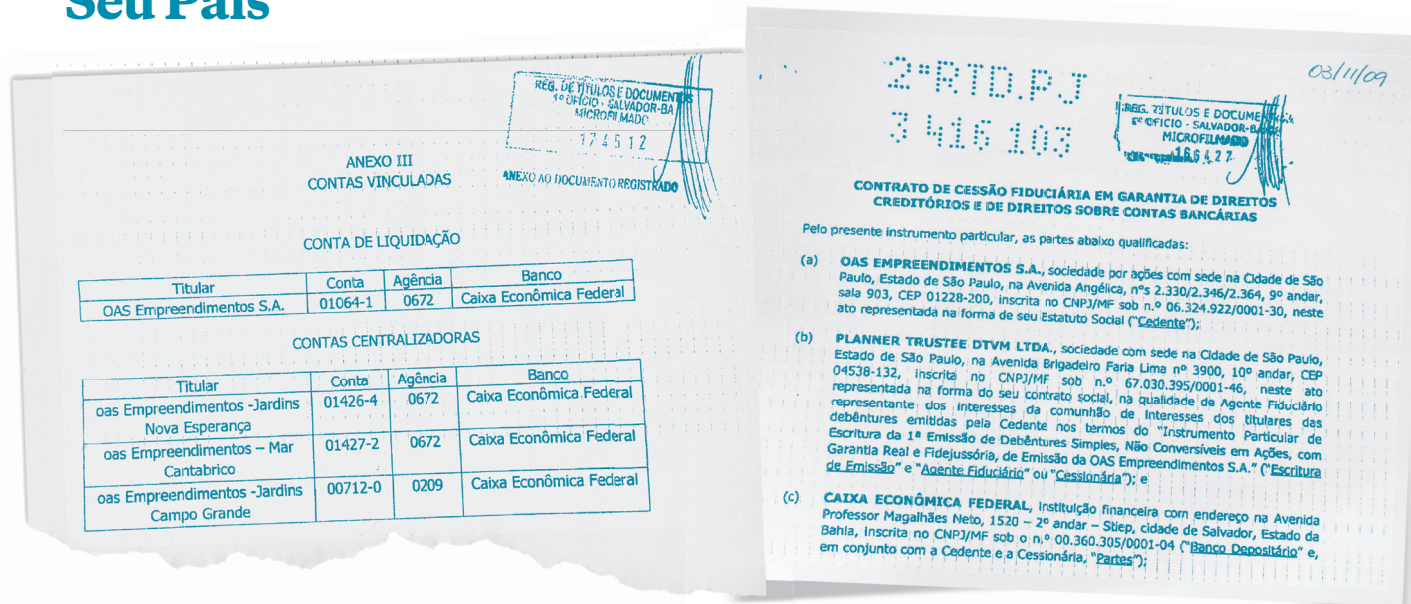 Seu País
REG. DE TÍTULOS E DOCUMENTOS
1º OFÍCIO - SALVADOR-BA
MICROFILMADO
174512
ANEXO AO DOCUMENTO REGISTRADO
ANEXO III
CONTAS VINCULADAS
CONTA DE LIQUIDAÇÃO
Titular Conta Agência Banco
OAS Empreendimentos S.A. 01064-1 0672 Caixa Econômica Federal
CONTAS CENTRALIZADORAS
Titular Conta Agência Banco
oas Empreendimentos -Jardins 01426-4 0672 Caixa Econômica Federal
Nova Esperança
oas Empreendimentos – Mar 01427-2 0672 Caixa Econômica Federal
Cantabrico
oas Empreendimentos -Jardins 00712-0 0209 Caixa Econômica Federal
Campo Grande
03/11/09
2ºRTD.PJ
3416103
REG. TÍTULOS E DOCUMENTOS
OFICIO - SALVADOR-BA
MICROFILMADO
166427
CONTRATO DE CESSÃO FIDUCIÁRIA EM GARANTIA DE DIREITOS
CREDITÓRIOS E DE DIREITOS SOBRE CONTAS BANCÁRIAS
Pelo presente instrumento particular, as partes abaixo qualificadas:
(a) OAS EMPREENDIMENTOS S.A., sociedade por ações com sede na Cidade de São
Paulo, Estado de São Paulo, na Avenida Angélica, nºs 2.330/2.346/2.364, 9º andar,
sala 903, CEP 01228-200, inscrita no CNPJ/MF sob n.º 06.324.922/0001-30, neste
ato representada na forma de seu Estatuto Social ("Cedente");
(b) PLANNER TRUSTEE DTVM LTDA., sociedade com sede na Cidade de São Paulo,
Estado de São Paulo, na Avenida Brigadeiro Faria Lima nº 3900, 10º andar, CEP
04538-132, inscrita no CNPJ/MF sob n.º 67.030.395/0001-46, neste ato
representada na forma do seu contrato social, na qualidade de Agente Fiduciário
representante dos interesses da comunhão de Interesses dos titulares das
debêntures emitidas pela Cedente nos termos do "Instrumento Particular de
Escritura da 1ª Emissão de Debêntures Simples, Não Conversíveis em Ações, com
Garantia Real e Fidejussória, de Emissão da OAS Empreendimentos S.A." ("Escritura
de Emissão" e "Agente Fiduciário" ou "Cessionária"); e
(c) CAIXA ECONÔMICA FEDERAL, instituição financeira com endereço na Avenida
Professor Magalhães Neto, 1520 – 2º andar – Stiep, cidade de Salvador, Estado da
Bahia, inscrita no CNPJ/MF sob o n.º 00.360.305/0001-04 ("Banco Depositário" e,
em conjunto com a Cedente e a Cessionária, "Partes");